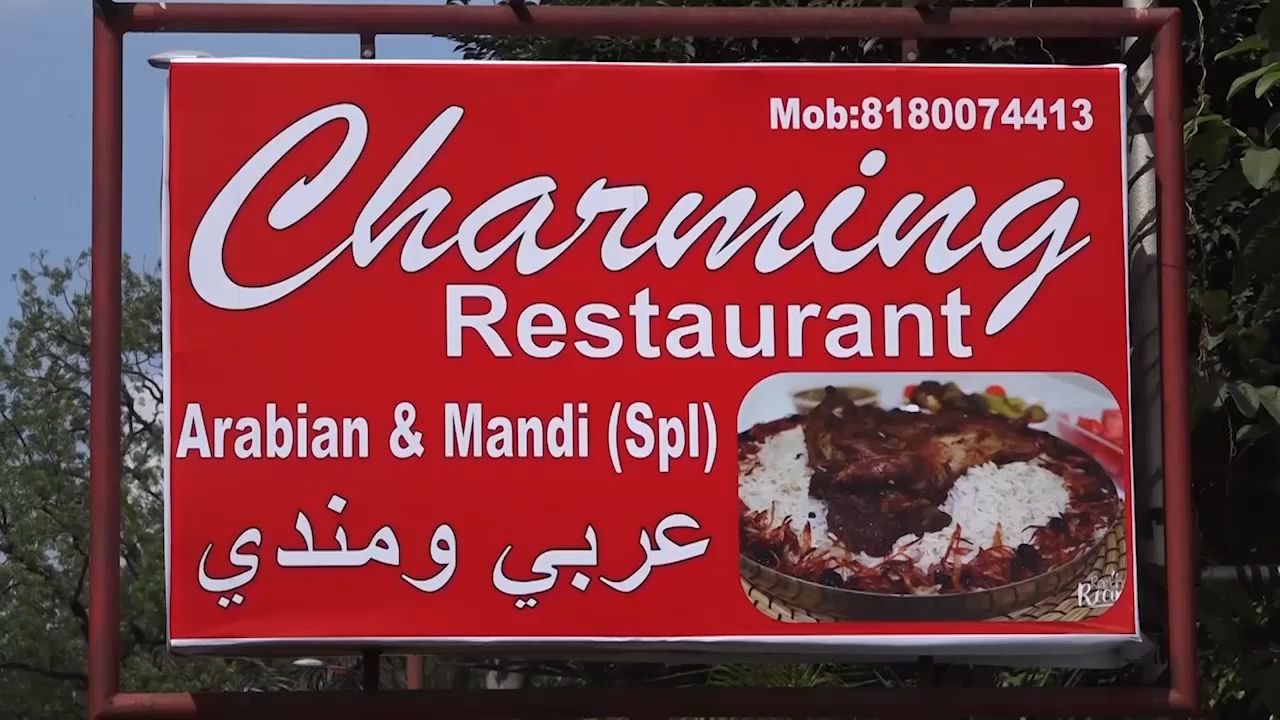 Mob:8180074413
Charming
Restaurant
Arabian & Mandi (Spl)
عربي ومندي